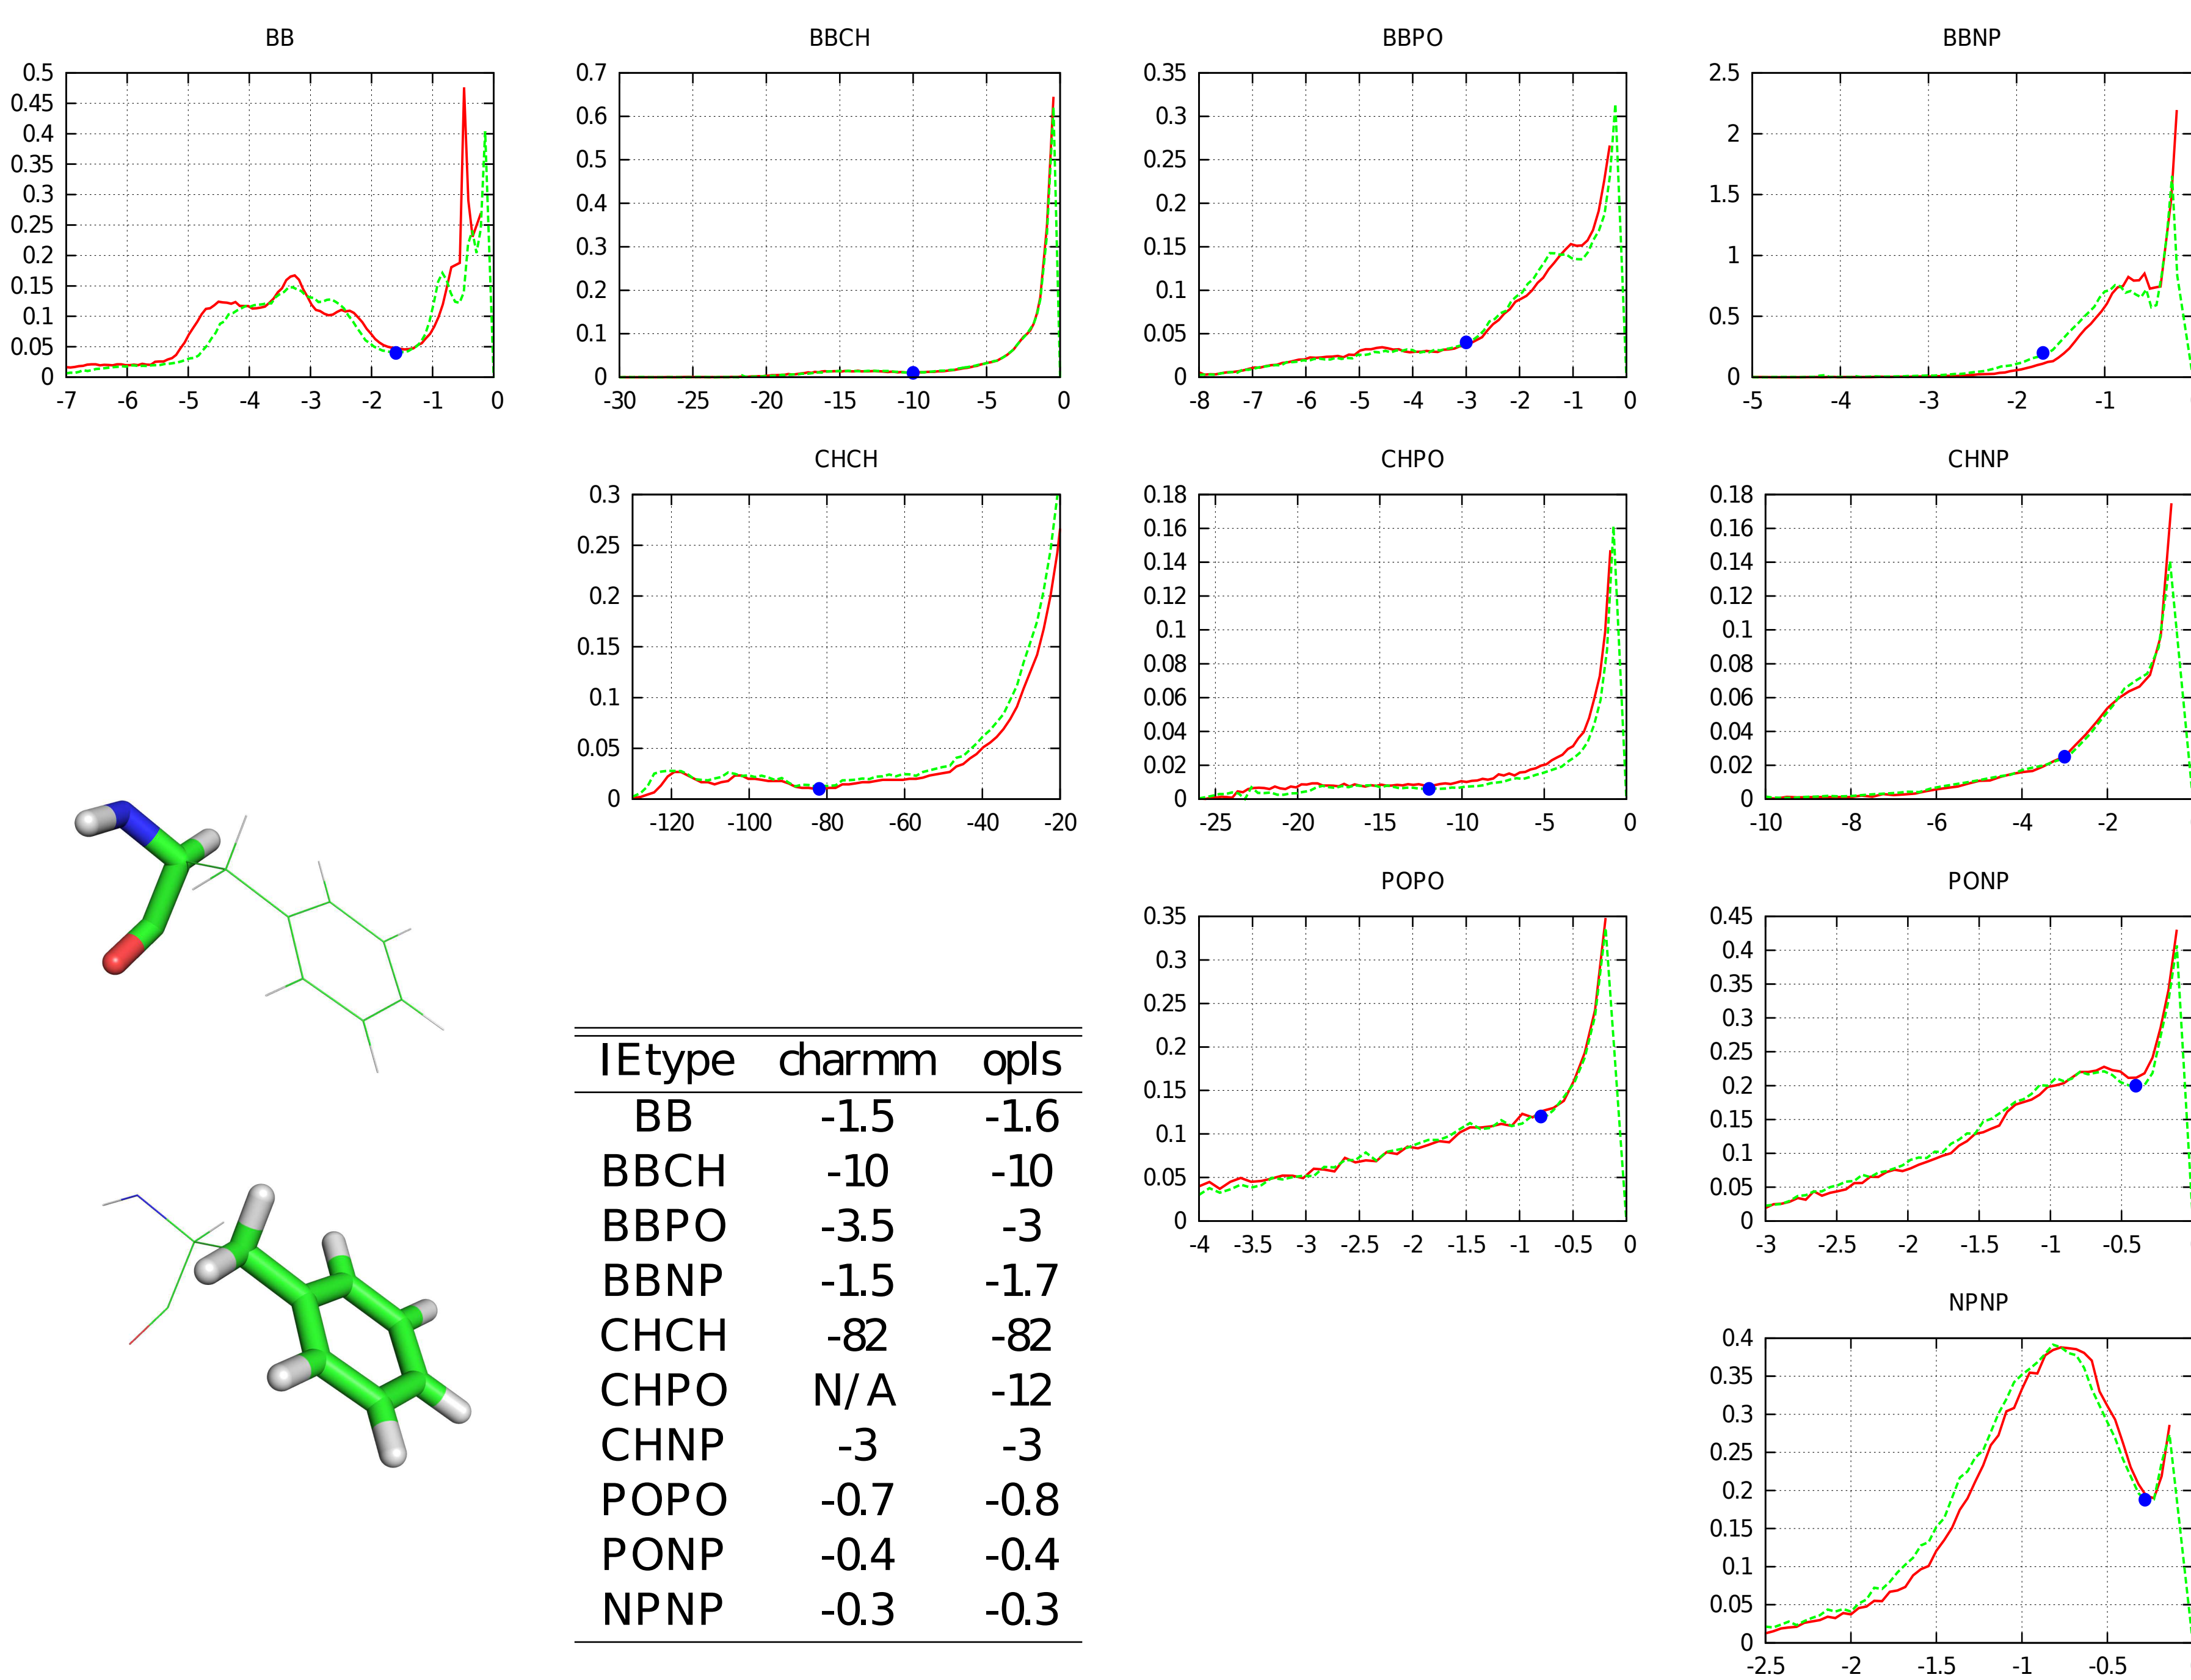 BB
BBCH
BBPO
BBNP
0.5
0.45
0.4
0.35
0.3
0.25
0.2
0.15
0.1
0.05
0
-7 -6 -5 -4 -3 -2 -1 0
0.7
0.6
0.5
0.4
0.3
0.2
0.1
0
-30 -25 -20 -15 -10 -5 0
0.35
0.3
0.25
0.2
0.15
0.1
0.05
0
-8 -7 -6 -5 -4 -3 -2 -1 0
2.5
2
1.5
1
0.5
0
-5 -4 -3 -2 -1
CHCH
CHPO
CHNP
0.3
0.25
0.2
0.15
0.1
0.05
0
-120 -100 -80 -60 -40 -20
0.18
0.16
0.14
0.12
0.1
0.08
0.06
0.04
0.02
0
-25 -20 -15 -10 -5 0
0.18
0.16
0.14
0.12
0.1
0.08
0.06
0.04
0.02
0
-10 -8 -6 -4 -2
POPO
PONP
0.35
0.3
0.25
0.2
0.15
0.1
0.05
0
-4 -3.5 -3 -2.5 -2 -1.5 -1 -0.5 0
0.45
0.4
0.35
0.3
0.25
0.2
0.15
0.1
0.05
0
-3 -2.5 -2 -1.5 -1 -0.5
NPNP
0.4
0.35
0.3
0.25
0.2
0.15
0.1
0.05
0
-2.5 -2 -1.5 -1 -0.5
IEtype charmm opls
BB -1.5 -1.6
BBCH -10 -10
BBPO -3.5 -3
BBNP -1.5 -1.7
CHCH -82 -82
CHPO N/A -12
CHNP -3 -3
POPO -0.7 -0.8
PONP -0.4 -0.4
NPNP -0.3 -0.3